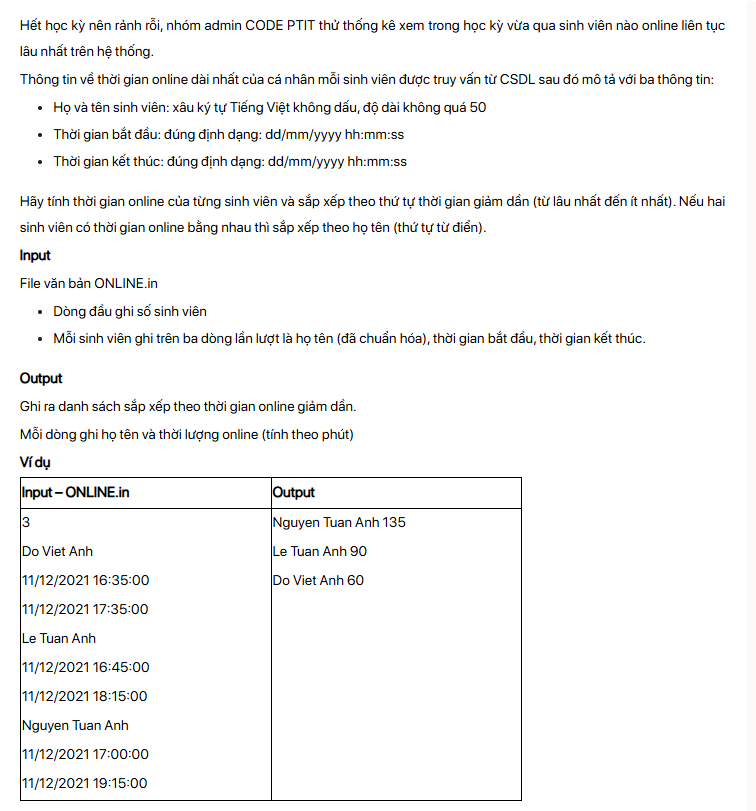 Hết học kỳ nên rảnh rỗi, nhóm admin CODE PTIT thử thống kê xem trong học kỳ vừa qua sinh viên nào online liên tục
lâu nhất trên hệ thống.
Thông tin về thời gian online dài nhất của cá nhân mỗi sinh viên được truy vấn từ CSDL sau đó mô tả với ba thông tin:
• Họ và tên sinh viên: xâu ký tự Tiếng Việt không dấu, độ dài không quá 50
• Thời gian bắt đầu: đúng định dạng: dd/mm/yyyy hh:mm:ss
• Thời gian kết thúc: đúng định dạng: dd/mm/yyyy hh:mm:ss
Hãy tính thời gian online của từng sinh viên và sắp xếp theo thứ tự thời gian giảm dần (từ lâu nhất đến ít nhất). Nếu hai
sinh viên có thời gian online bằng nhau thì sắp xếp theo họ tên (thứ tự từ điển).
Input
File văn bản ONLINE.in
• Dòng đầu ghi số sinh viên
• Mỗi sinh viên ghi trên ba dòng lần lượt là họ tên (đã chuẩn hóa), thời gian bắt đầu, thời gian kết thúc.
Output
Ghi ra danh sách sắp xếp theo thời gian online giảm dần.
Mỗi dòng ghi họ tên và thời lượng online (tính theo phút)
Ví dụ
Input – ONLINE.in
3
Do Viet Anh
11/12/2021 16:35:00
11/12/2021 17:35:00
Le Tuan Anh
11/12/2021 16:45:00
11/12/2021 18:15:00
Nguyen Tuan Anh
11/12/2021 17:00:00
11/12/2021 19:15:00
Output
Nguyen Tuan Anh 135
Le Tuan Anh 90
Do Viet Anh 60